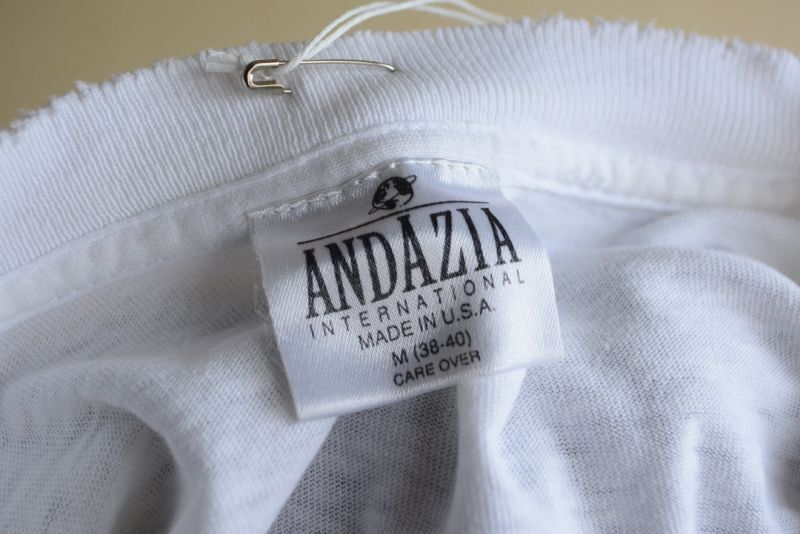 ANDAZIA
INTERNATIONAL
MADE IN U.S.A.
M (38-40)
CARE OVER